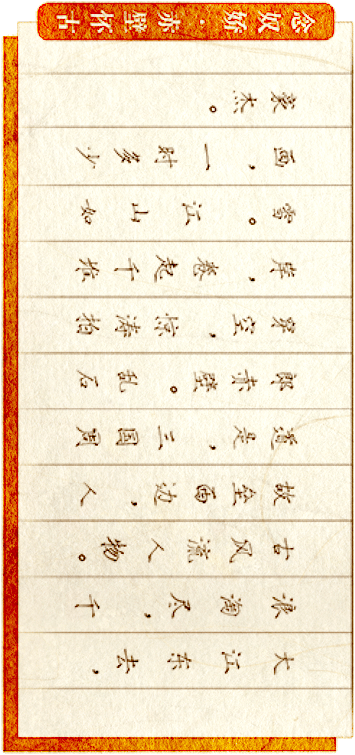 念奴娇·赤壁怀古
大江东去,
浪淘尽,千
古风流人物。
故垒西边,人
道是,三国周
郎赤壁。乱石
穿空,惊涛拍
岸,卷起千堆
雪。江山如
画,一时多少
豪杰。